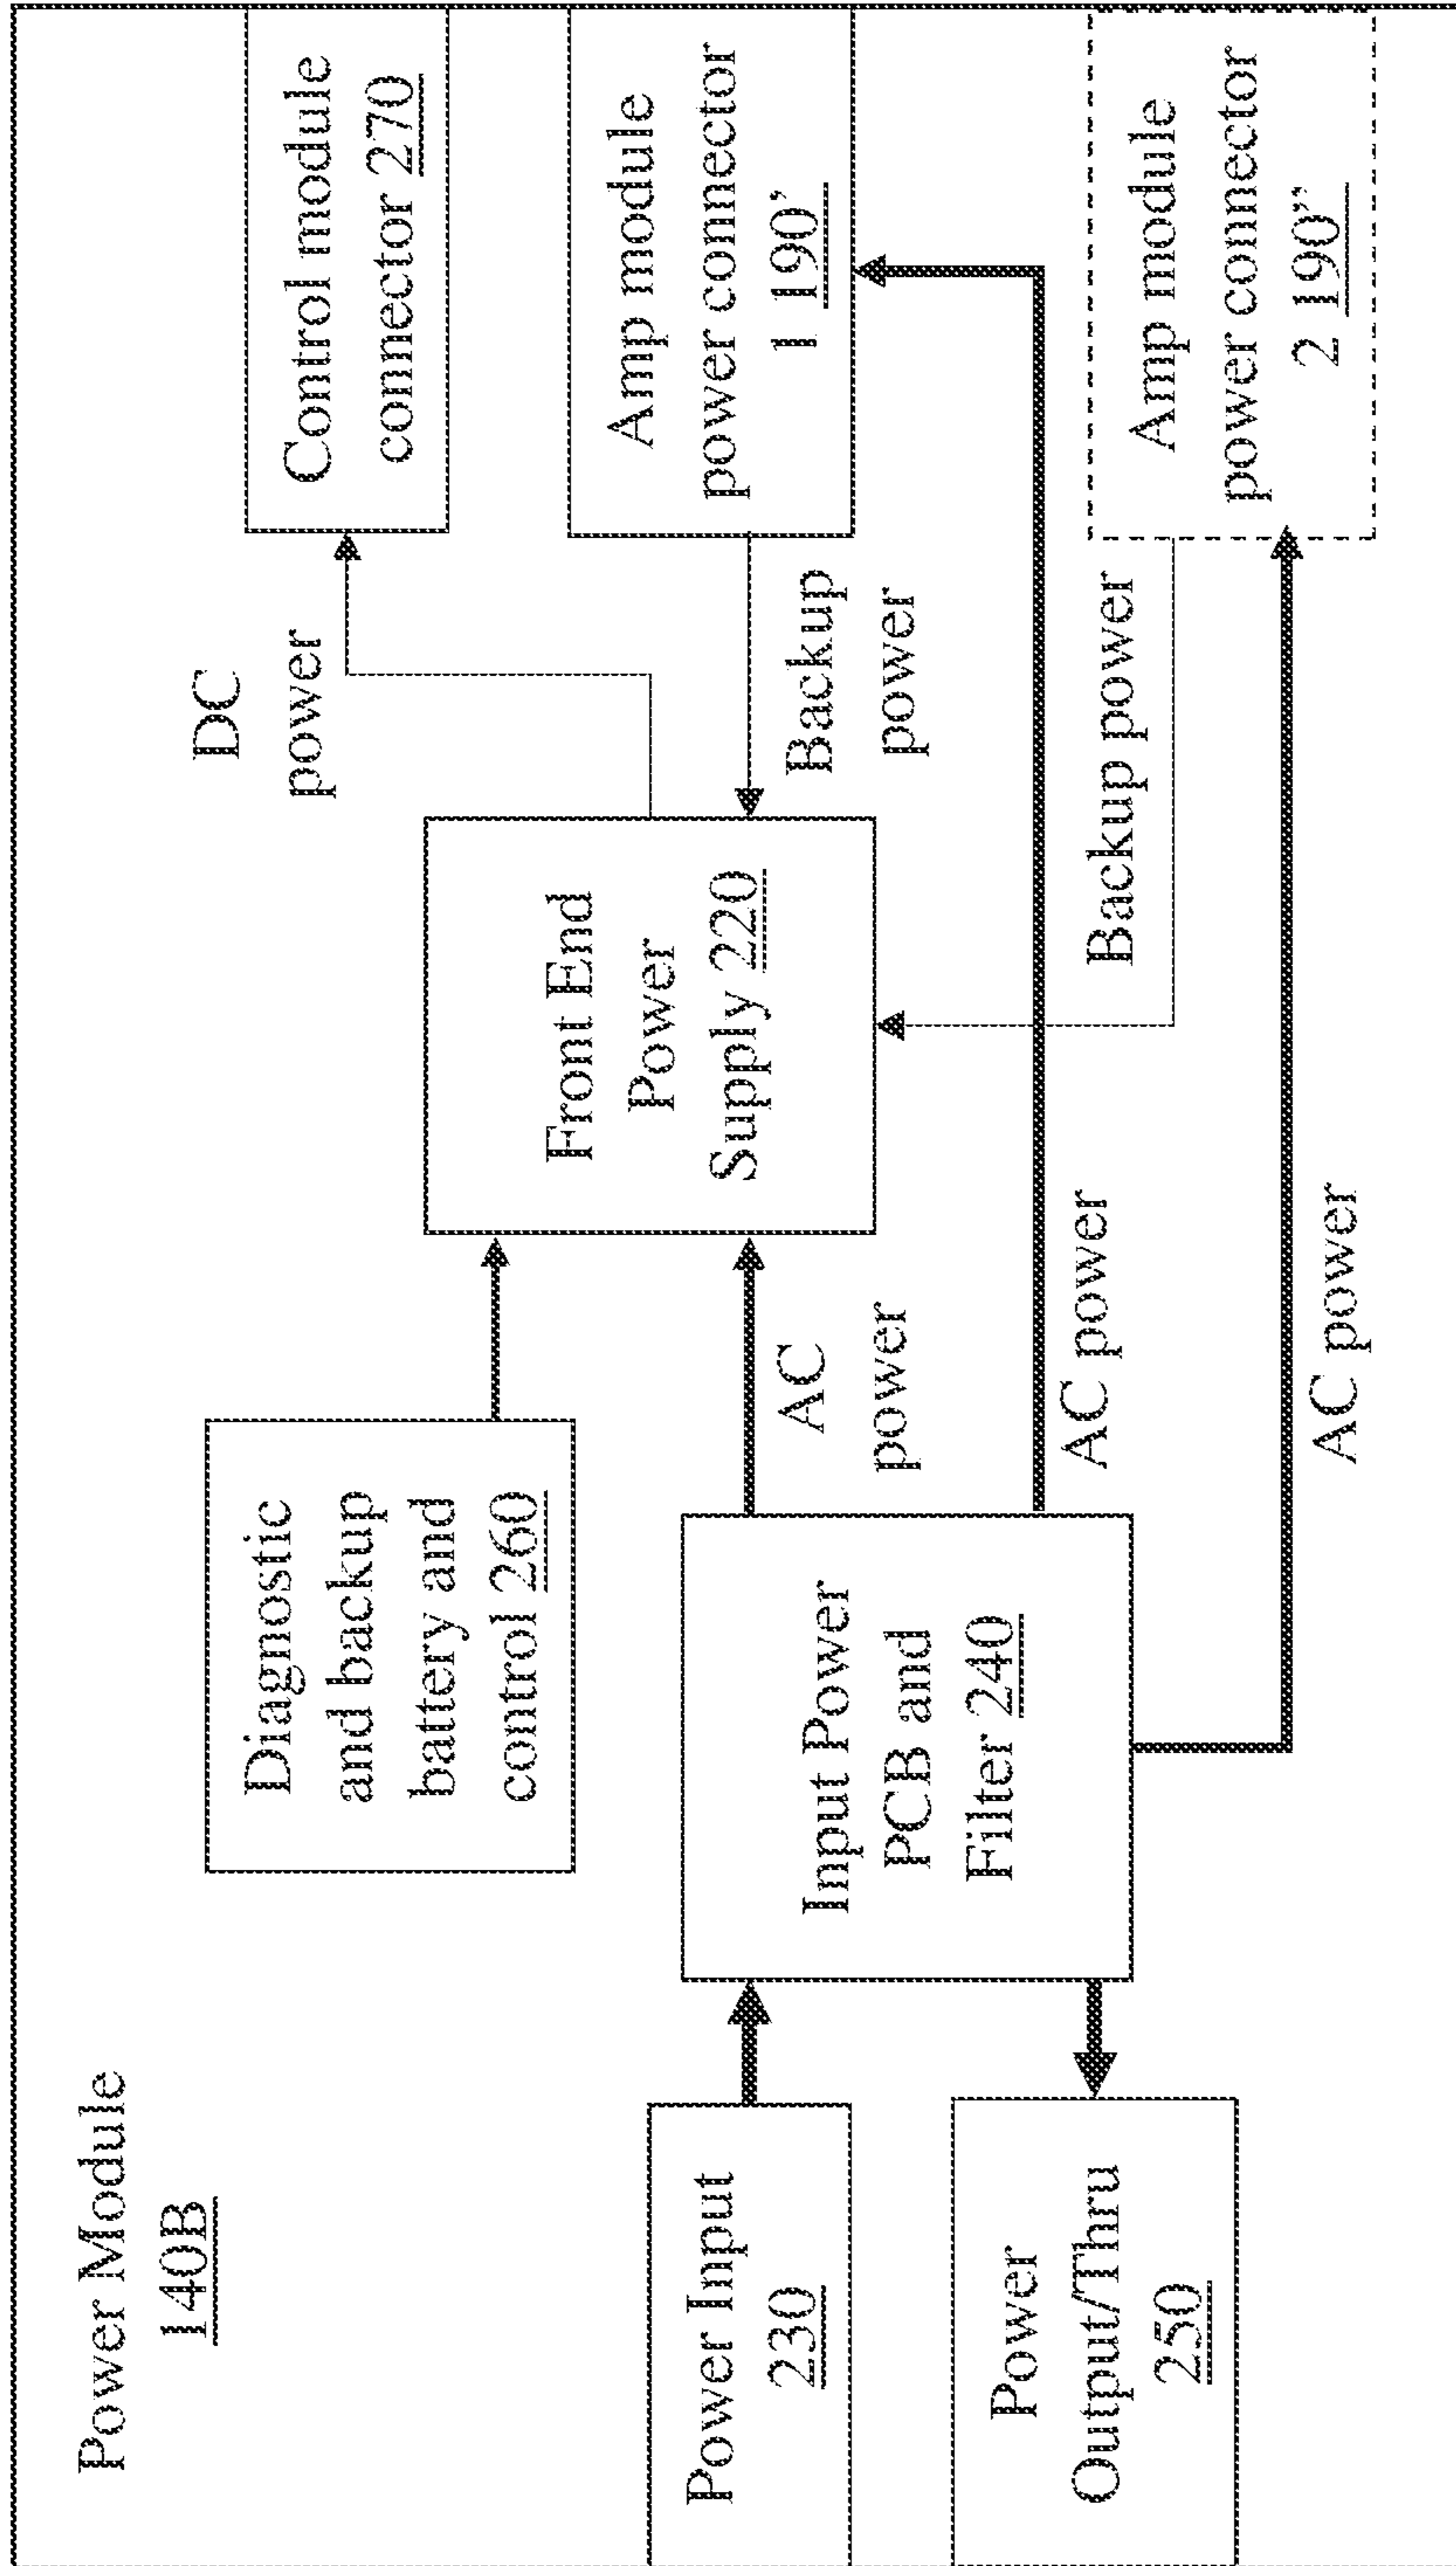 Power Module
140B
Power Input
230
Power
Output/Thru
250
Diagnostic
and backup
battery and
control 260
Input Power
PCB and
Filter 240
AC
power
AC power
AC power
Front End
Power
Supply 220
DC
power
Backup
power
Backup power
Control module
connector 270
Amp module
power connector
1 190’
Amp module
power connector
2 190”